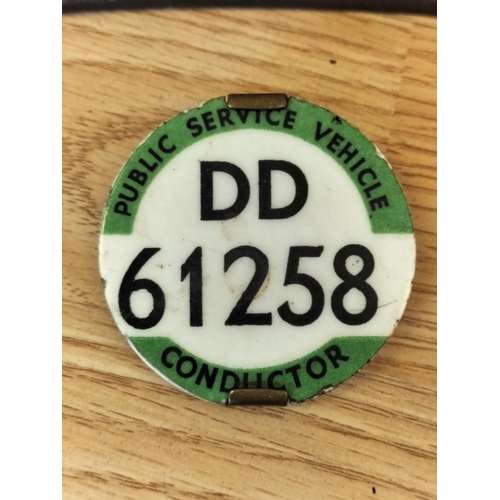 PUBLIC SERVICE VEHICLE
DD
61258
CONDUCTOR